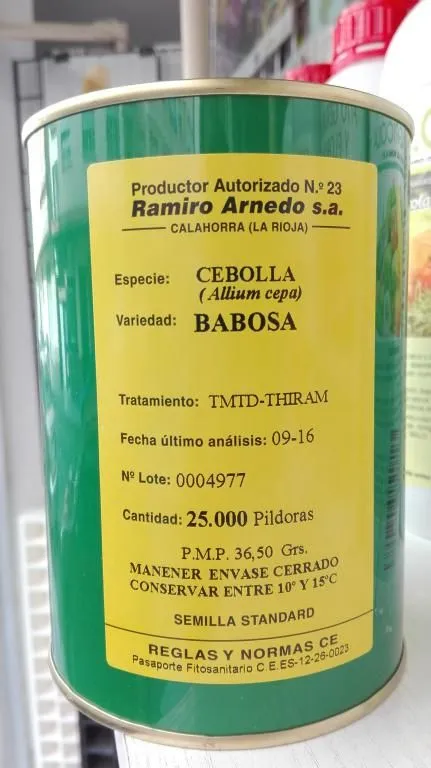 Productor Autorizado N.º 23
Ramiro Arnedo s.a.
CALAHORRA (LA RIOJA)
Especie: CEBOLLA
(Allium cepa)
Variedad: BABOSA
Tratamiento: TMTD-THIRAM
Fecha último análisis: 09-16
Nº Lote: 0004977
Cantidad: 25.000 Pildoras
P.M.P. 36,50 Grs.
MANENER ENVASE CERRADO
CONSERVAR ENTRE 10º Y 15ºC
SEMILLA STANDARD
REGLAS Y NORMAS CE
Pasaporte Fitosanitario C.E.ES-12-26-0023